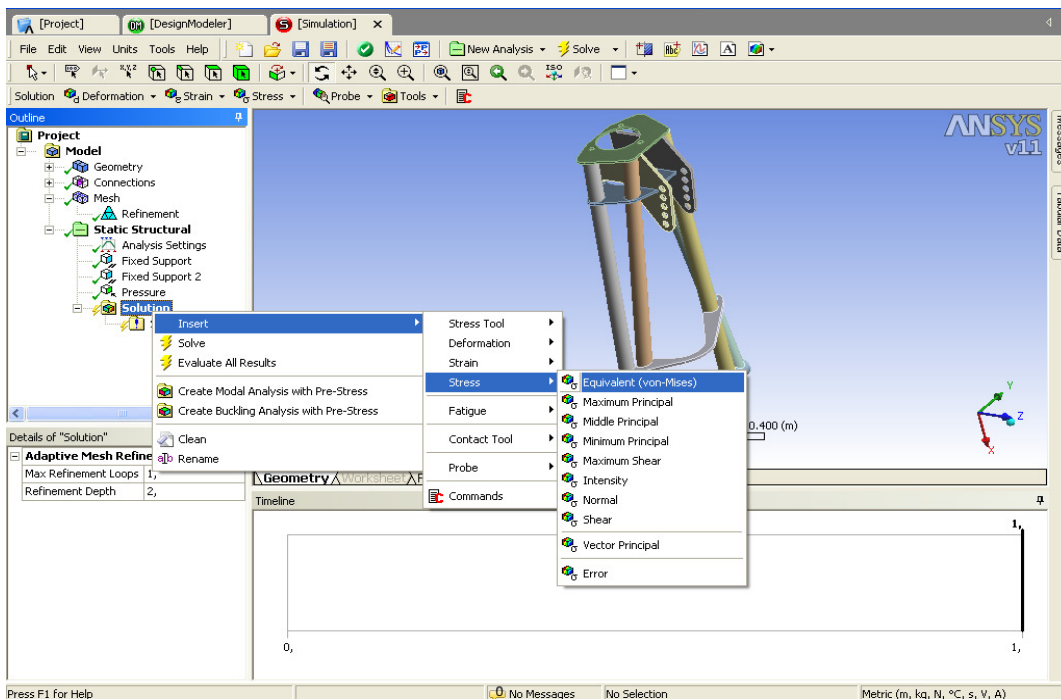 [Project] [DesignModeler] [Simulation]
File Edit View Units Tools Help New Analysis Solve
Solution Deformation Strain Stress Probe Tools
Outline
Project
Model
Geometry
Connections
Mesh
Refinement
Static Structural
Analysis Settings
Fixed Support
Fixed Support 2
Pressure
Solution
Insert
Solve
Evaluate All Results
Create Modal Analysis with Pre-Stress
Create Buckling Analysis with Pre-Stress
Clean
Rename
Stress Tool
Deformation
Strain
Stress
Fatigue
Contact Tool
Probe
Commands
Equivalent (von-Mises)
Maximum Principal
Middle Principal
Minimum Principal
Maximum Shear
Intensity
Normal
Shear
Vector Principal
Error
ANSYS
v11
0.400 (m)
Y
Z
X
Details of "Solution"
Adaptive Mesh Refine
Max Refinement Loops 1,
Refinement Depth 2,
Geometry Worksheet
Timeline
1,
0, 1,
Press F1 for Help 0 No Messages No Selection Metric (m, kg, N, °C, s, V, A)